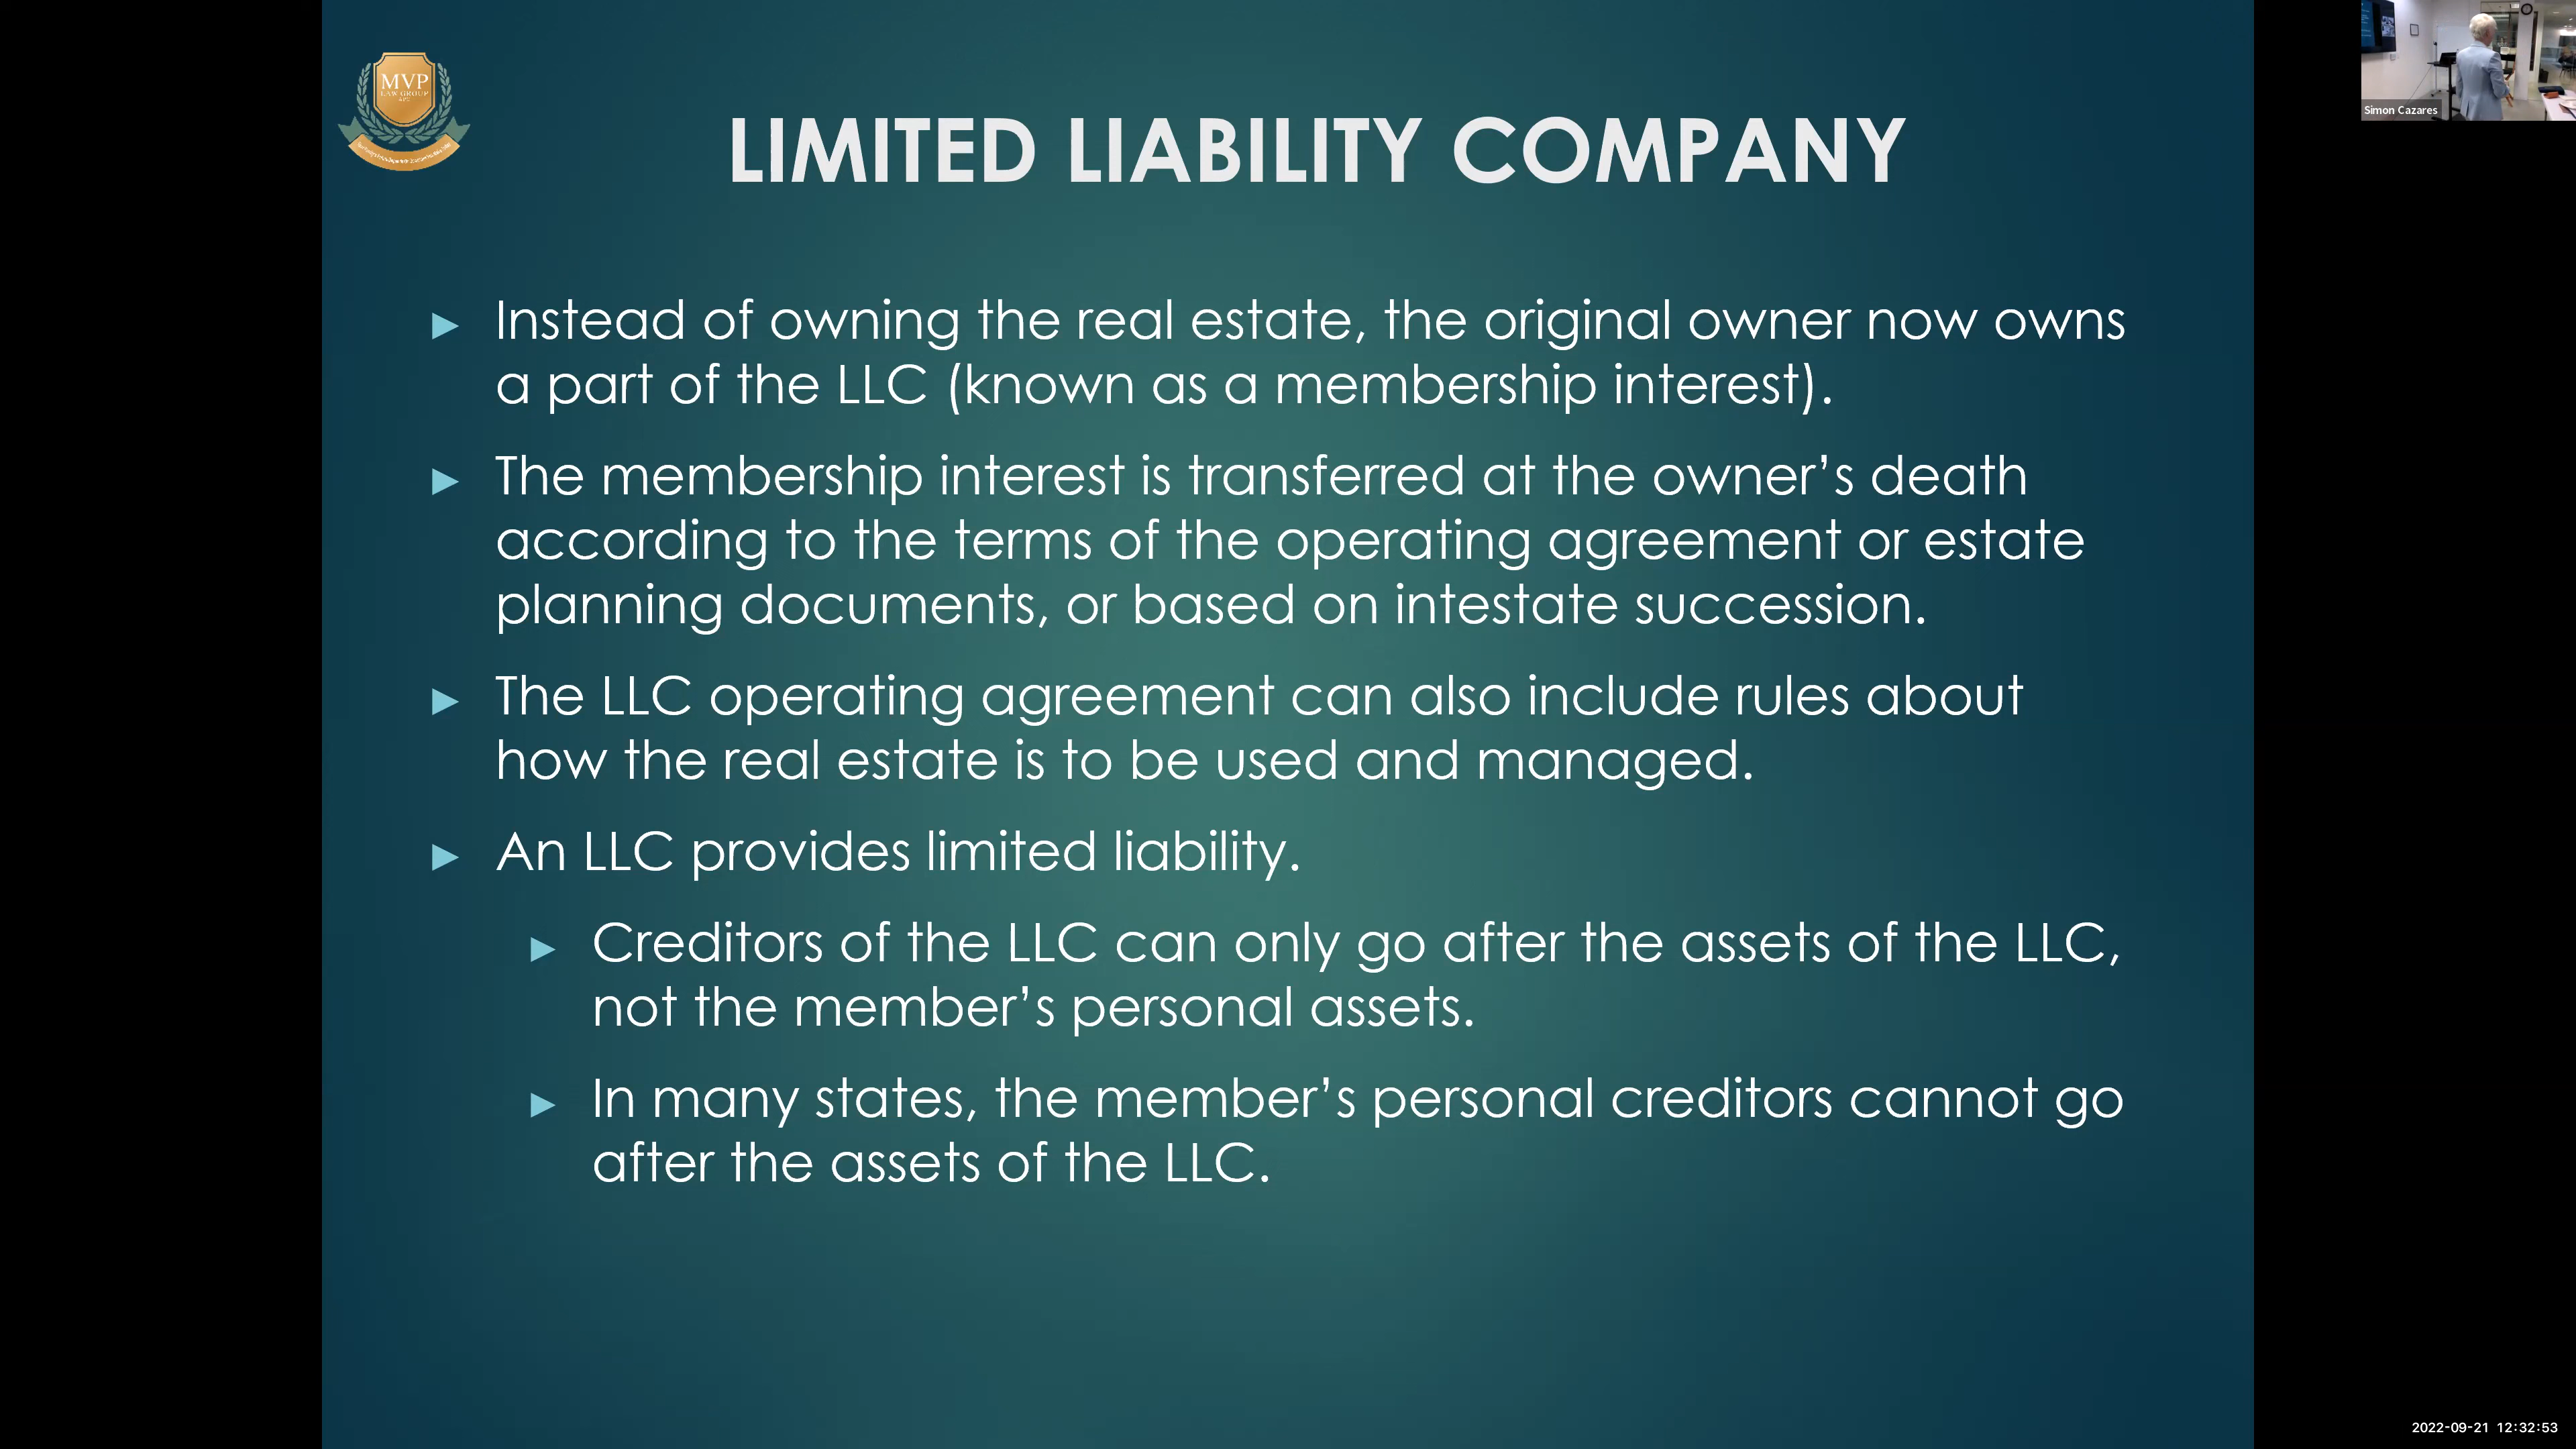 MVP
LAW GROUP
APC
LIMITED LIABILITY COMPANY
Simon Cazares
► Instead of owning the real estate, the original owner now owns
a part of the LLC (known as a membership interest).
► The membership interest is transferred at the owner’s death
according to the terms of the operating agreement or estate
planning documents, or based on intestate succession.
► The LLC operating agreement can also include rules about
how the real estate is to be used and managed.
► An LLC provides limited liability.
► Creditors of the LLC can only go after the assets of the LLC,
not the member’s personal assets.
► In many states, the member’s personal creditors cannot go
after the assets of the LLC.
2022-09-21 12:32:53